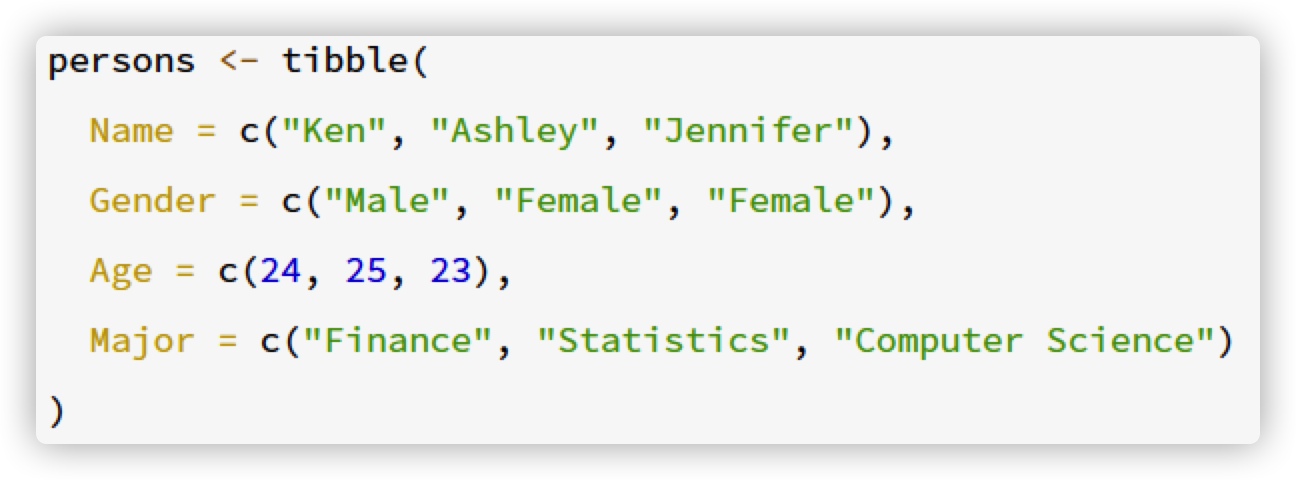 persons <- tibble(
  Name = c("Ken", "Ashley", "Jennifer"),
  Gender = c("Male", "Female", "Female"),
  Age = c(24, 25, 23),
  Major = c("Finance", "Statistics", "Computer Science")
)